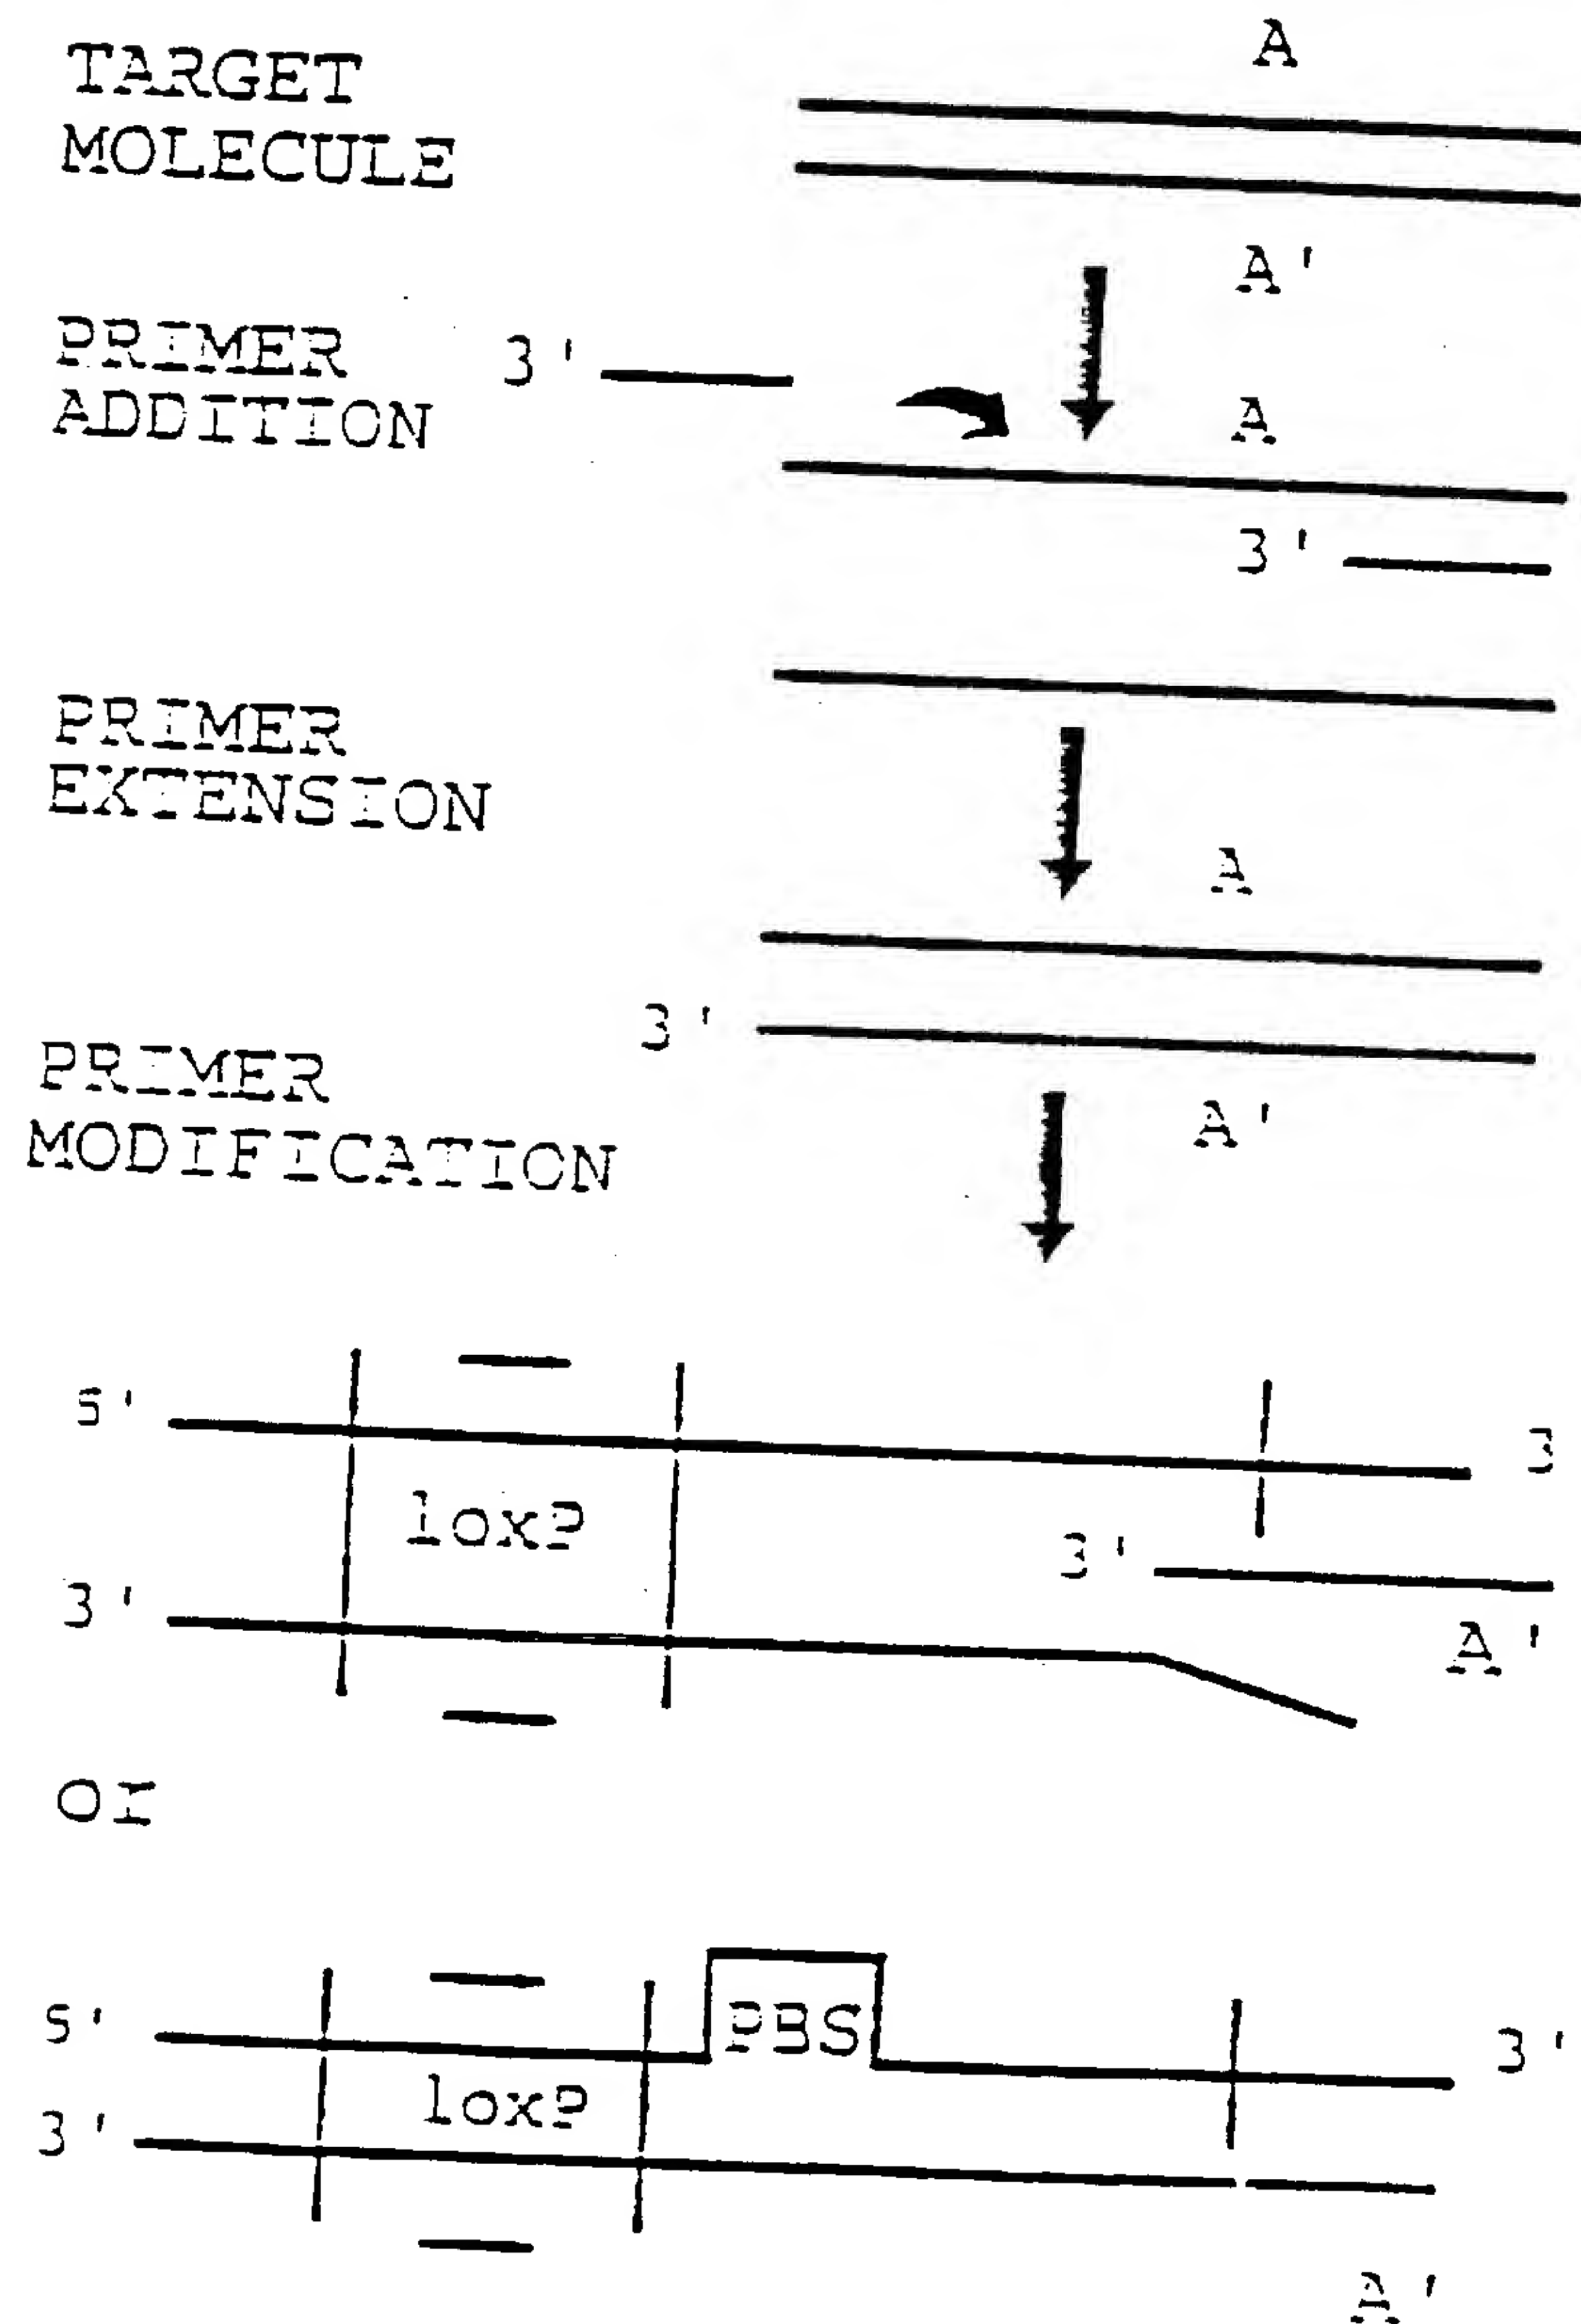 TARGET
MOLECULE
A
A'
PRIMER
ADDITION
3'
A
3'
PRIMER
EXTENSION
A
3'
A'
PRIMER
MODIFICATION
5'
3
loxP
3'
3'
A'
or
5'
PBS
3'
loxP
3'
A'